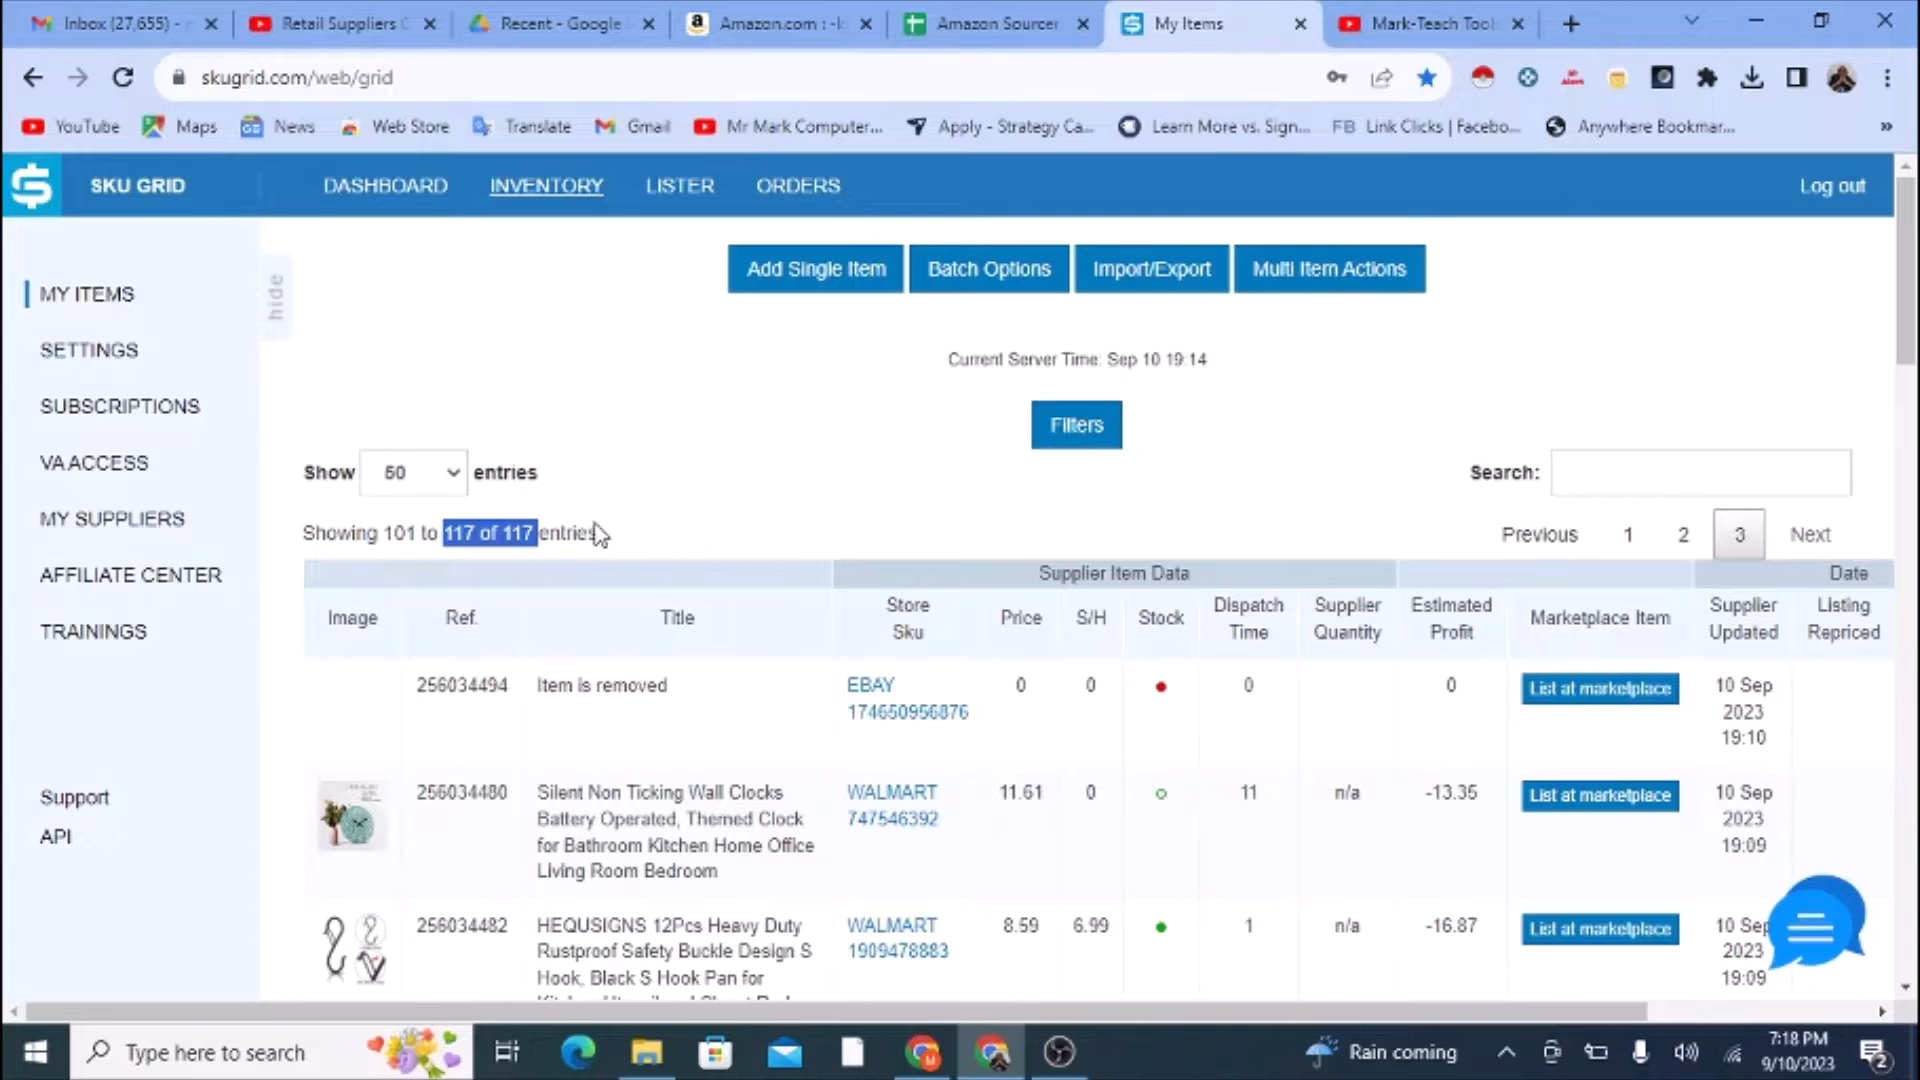 Inbox (27,655) -
Retail Suppliers
Recent - Google
Amazon.com : -k
Amazon Sourcer
My Items
Mark-Teach Tool
skugrid.com/web/grid
YouTube
Maps
News
Web Store
Translate
Gmail
Mr Mark Computer...
Apply - Strategy Ca...
Learn More vs. Sign...
FB Link Clicks | Facebo...
Anywhere Bookmar...
»
SKU GRID
DASHBOARD
INVENTORY
LISTER
ORDERS
Log out
MY ITEMS
SETTINGS
SUBSCRIPTIONS
VA ACCESS
MY SUPPLIERS
AFFILIATE CENTER
TRAININGS
Support
API
hide
Add Single Item
Batch Options
Import/Export
Multi Item Actions
Current Server Time: Sep 10 19:14
Filters
Show 50 entries
Search:
Showing 101 to 117 of 117 entries
Previous 1 2 3 Next
Supplier Item Data
Date
Image
Ref.
Title
Store
Sku
Price
S/H
Stock
Dispatch
Time
Supplier
Quantity
Estimated
Profit
Marketplace Item
Supplier
Updated
Listing
Repriced
256034494
Item is removed
EBAY
174650956876
0
0
0
0
List at marketplace
10 Sep
2023
19:10
256034480
Silent Non Ticking Wall Clocks
Battery Operated, Themed Clock
for Bathroom Kitchen Home Office
Living Room Bedroom
WALMART
747546392
11.61
0
11
n/a
-13.35
List at marketplace
10 Sep
2023
19:09
256034482
HEQUSIGNS 12Pcs Heavy Duty
Rustproof Safety Buckle Design S
Hook, Black S Hook Pan for
WALMART
1909478883
8.59
6.99
1
n/a
-16.87
List at marketplace
10 Sep
2023
19:09
Type here to search
Rain coming
7:18 PM
9/10/2023
2